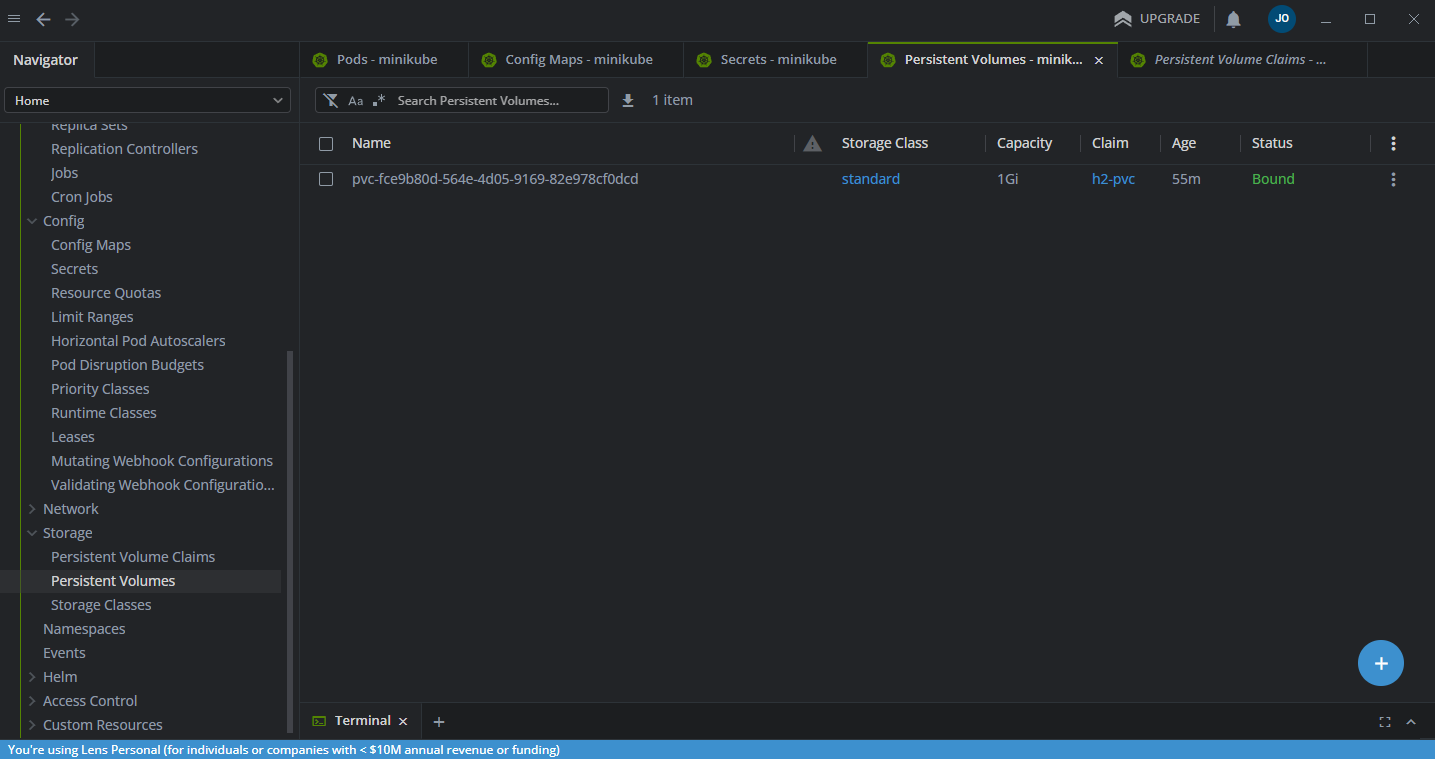 UPGRADE
JO
Navigator
Pods - minikube
Config Maps - minikube
Secrets - minikube
Persistent Volumes - minik...
Persistent Volume Claims - ...
Home
Aa
.*
Search Persistent Volumes...
1 item
Replica Sets
Replication Controllers
Jobs
Cron Jobs
Config
Config Maps
Secrets
Resource Quotas
Limit Ranges
Horizontal Pod Autoscalers
Pod Disruption Budgets
Priority Classes
Runtime Classes
Leases
Mutating Webhook Configurations
Validating Webhook Configuratio...
Network
Storage
Persistent Volume Claims
Persistent Volumes
Storage Classes
Namespaces
Events
Helm
Access Control
Custom Resources
Name Storage Class Capacity Claim Age Status
pvc-fce9b80d-564e-4d05-9169-82e978cf0dcd standard 1Gi h2-pvc 55m Bound
Terminal
You're using Lens Personal (for individuals or companies with < $10M annual revenue or funding)